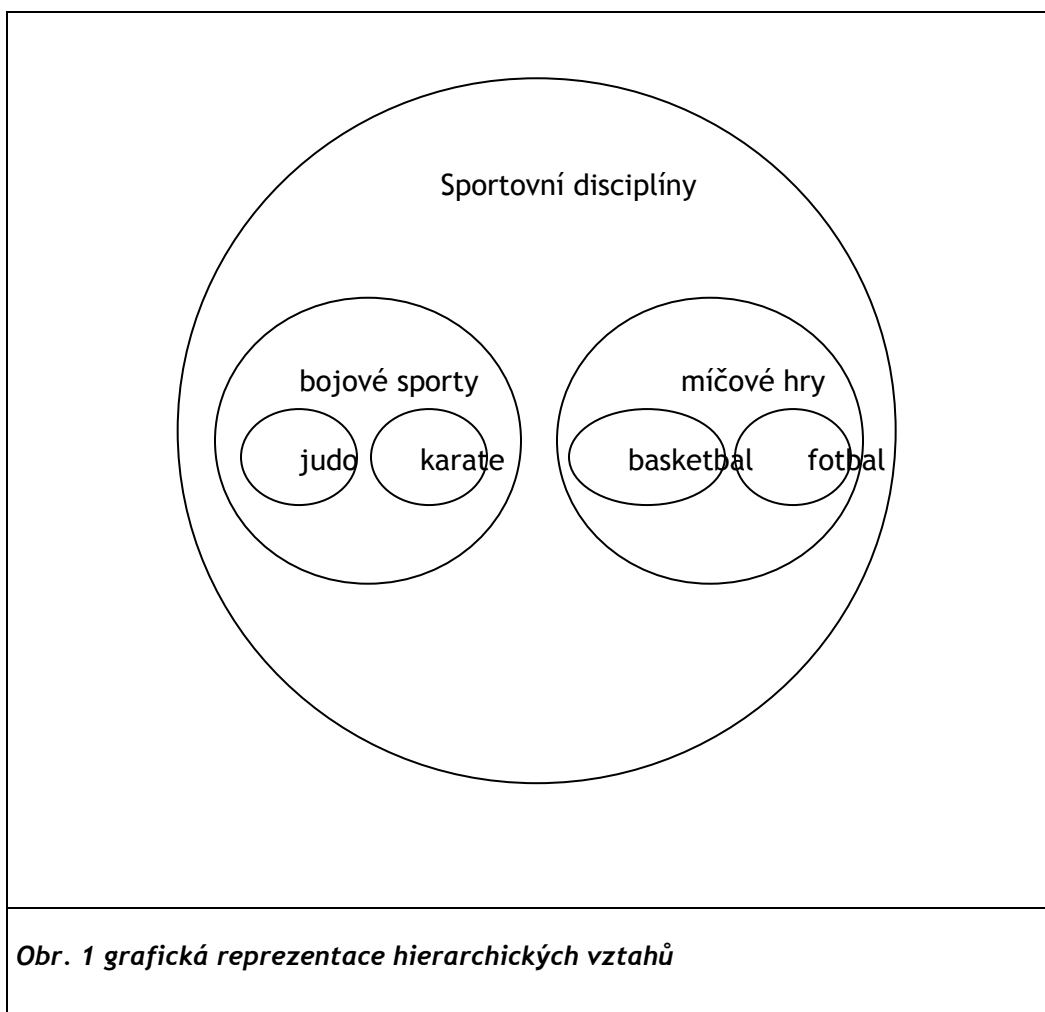 Sportovní disciplíny
bojové sporty
míčové hry
judo
karate
basketbal
fotbal
Obr. 1 grafická reprezentace hierarchických vztahů